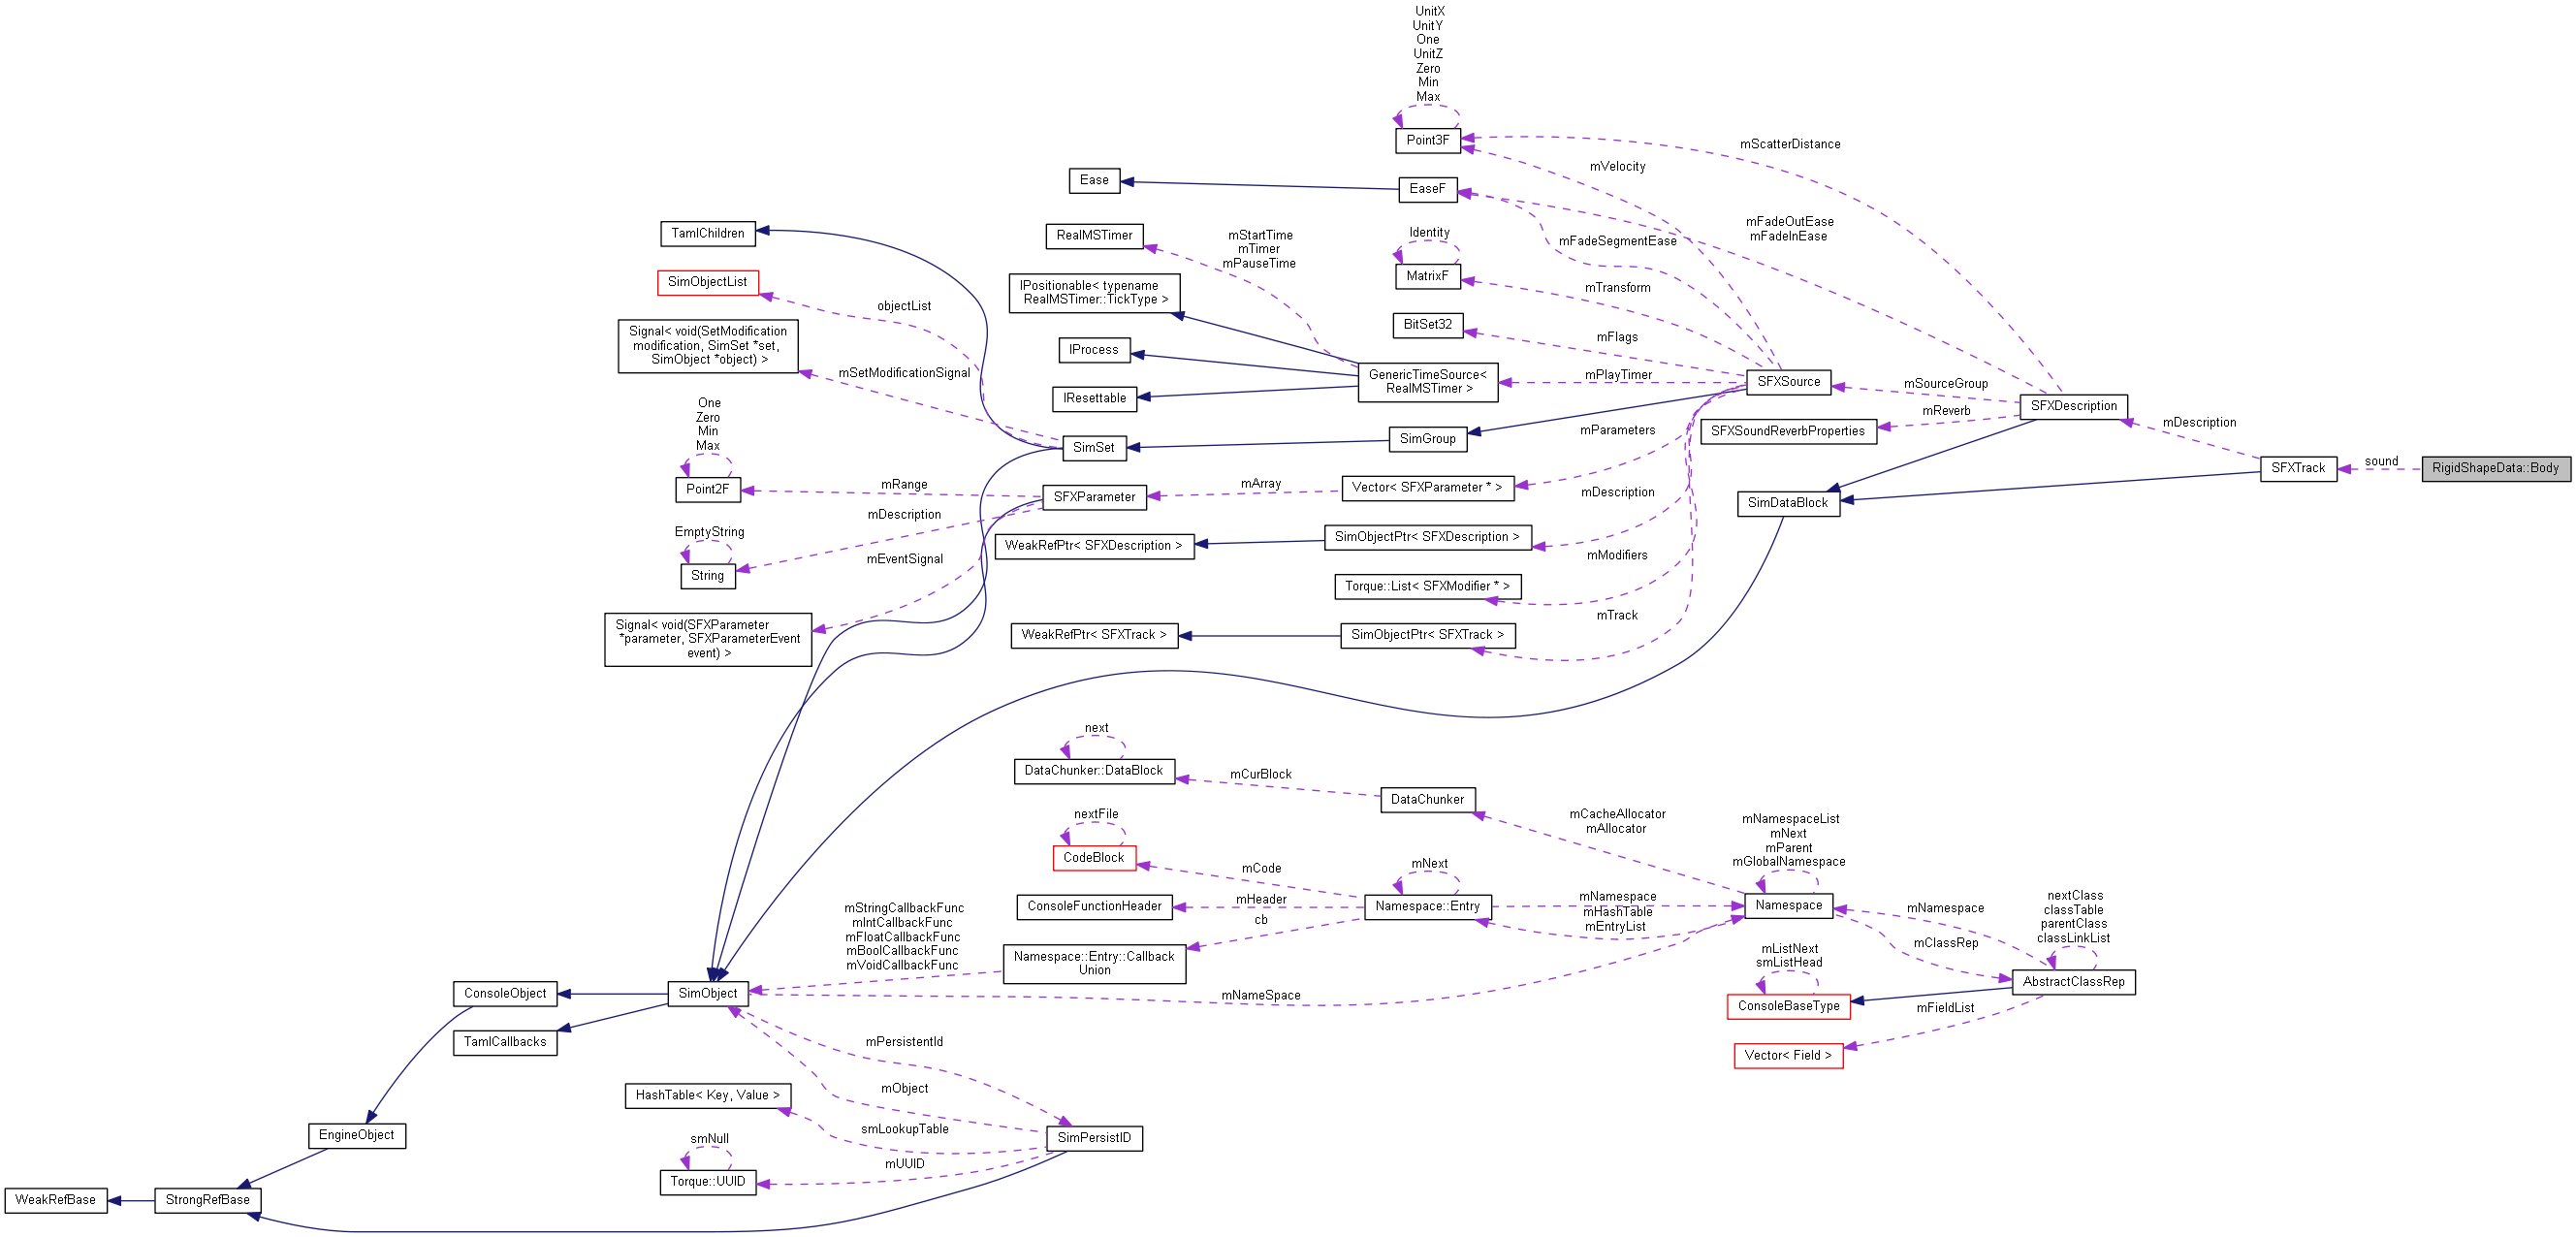 UnitX
UnitY
One
UnitZ
Zero
Min
Max
Point3F
mScatterDistance
mVelocity
Ease
EaseF
mFadeOutEase
mFadeInEase
TamlChildren
RealMSTimer
mStartTime
mTimer
mPauseTime
Identity
mFadeSegmentEase
MatrixF
mTransform
SimObjectList
objectList
IPositionable< typename
RealMSTimer::TickType >
BitSet32
mFlags
Signal< void(SetModification
modification, SimSet *set,
SimObject *object) >
mSetModificationSignal
IProcess
GenericTimeSource<
RealMSTimer >
mPlayTimer
SFXSource
mSourceGroup
IResettable
SFXDescription
mReverb
SFXSoundReverbProperties
mDescription
One
Zero
Min
Max
SimSet
SimGroup
mParameters
SFXTrack
sound
RigidShapeData::Body
Point2F
mRange
SFXParameter
mArray
Vector< SFXParameter * >
mDescription
SimDataBlock
mDescription
EmptyString
String
mEventSignal
WeakRefPtr< SFXDescription >
SimObjectPtr< SFXDescription >
mModifiers
Torque::List< SFXModifier * >
Signal< void(SFXParameter
*parameter, SFXParameterEvent
event) >
WeakRefPtr< SFXTrack >
SimObjectPtr< SFXTrack >
mTrack
next
DataChunker::DataBlock
mCurBlock
DataChunker
mCacheAllocator
mAllocator
nextFile
CodeBlock
mCode
mNext
mNamespaceList
mNext
mParent
mGlobalNamespace
ConsoleFunctionHeader
mHeader
Namespace::Entry
mNamespace
mHashTable
mEntryList
Namespace
mNamespace
nextClass
classTable
parentClass
classLinkList
cb
mClassRep
mStringCallbackFunc
mIntCallbackFunc
mFloatCallbackFunc
mBoolCallbackFunc
mVoidCallbackFunc
Namespace::Entry::Callback
Union
mListNext
smListHead
AbstractClassRep
ConsoleObject
SimObject
mNameSpace
ConsoleBaseType
mFieldList
TamlCallbacks
mPersistentId
Vector< Field >
mObject
HashTable< Key, Value >
smLookupTable
SimPersistID
EngineObject
smNull
mUUID
Torque::UUID
WeakRefBase
StrongRefBase